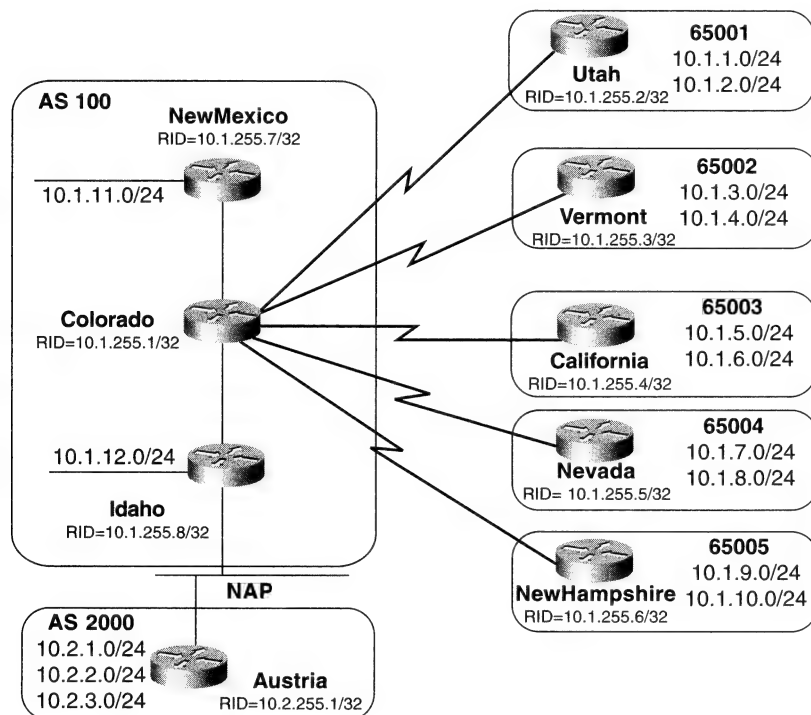 AS 100
NewMexico
RID=10.1.255.7/32
10.1.11.0/24
Colorado
RID=10.1.255.1/32
10.1.12.0/24
Idaho
RID=10.1.255.8/32
NAP
AS 2000
10.2.1.0/24
10.2.2.0/24
10.2.3.0/24
Austria
RID=10.2.255.1/32
65001
10.1.1.0/24
10.1.2.0/24
Utah
RID=10.1.255.2/32
65002
10.1.3.0/24
10.1.4.0/24
Vermont
RID=10.1.255.3/32
65003
10.1.5.0/24
10.1.6.0/24
California
RID=10.1.255.4/32
65004
10.1.7.0/24
10.1.8.0/24
Nevada
RID= 10.1.255.5/32
65005
10.1.9.0/24
10.1.10.0/24
NewHampshire
RID=10.1.255.6/32